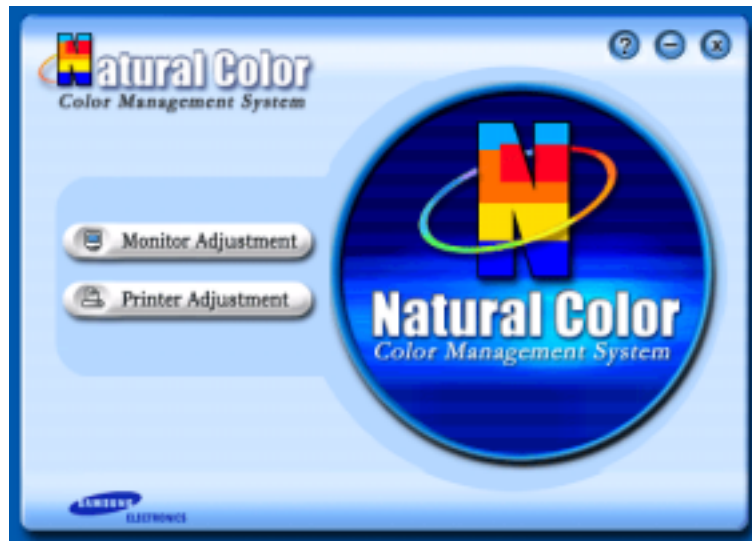 Natural Color
Color Management System
Monitor Adjustment
Printer Adjustment
N
Natural Color
Color Management System
SAMSUNG
ELECTRONICS